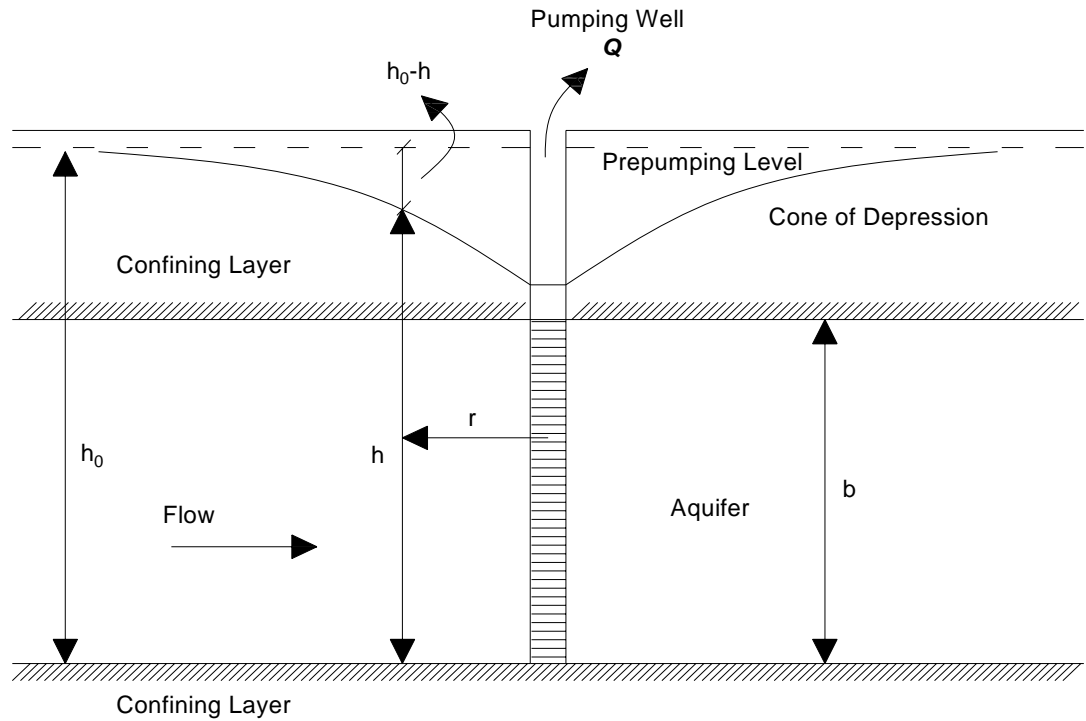 Pumping Well
Q
h₀-h
Prepumping Level
Cone of Depression
Confining Layer
r
h₀
h
b
Aquifer
Flow
Confining Layer